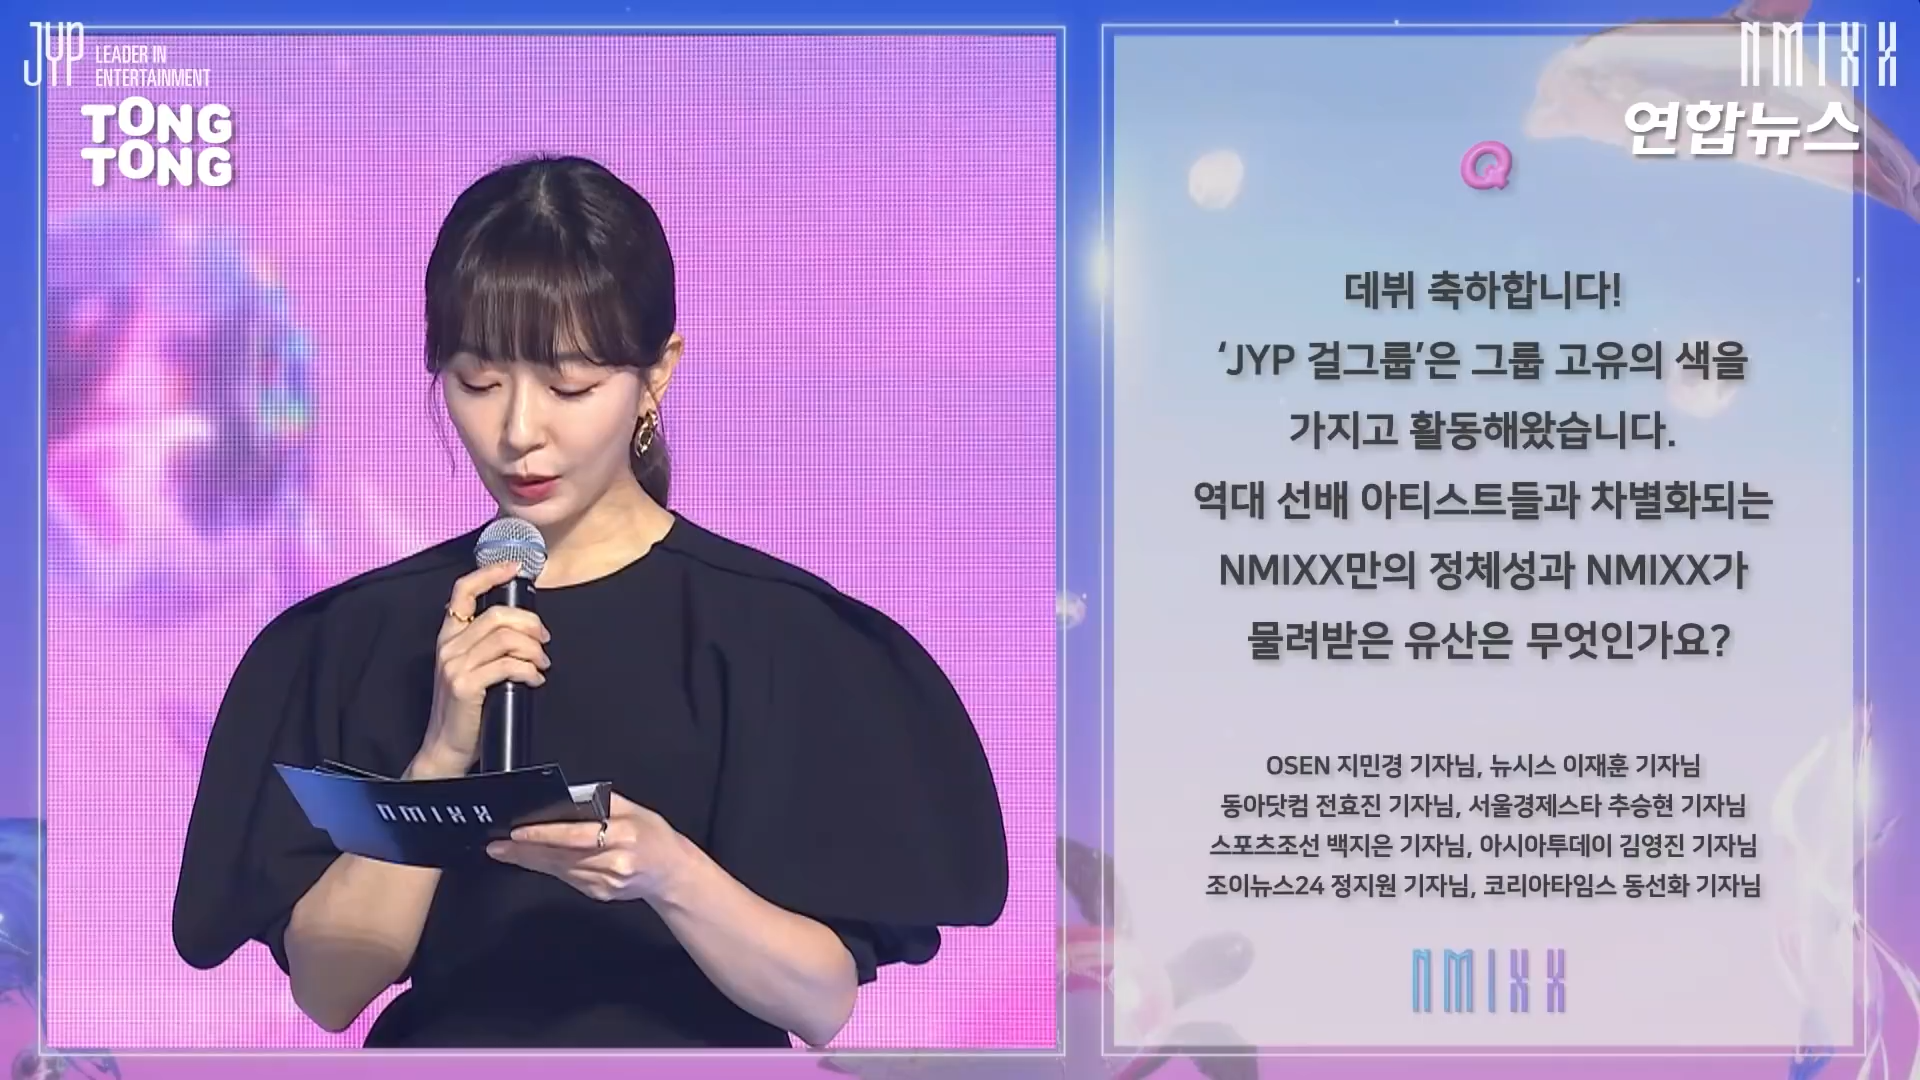 JYP LEADER IN
ENTERTAINMENT
TONG
TONG
NMIXX
NMIXX
연합뉴스
Q
데뷔 축하합니다!
‘JYP 걸그룹’은 그룹 고유의 색을
가지고 활동해왔습니다.
역대 선배 아티스트들과 차별화되는
NMIXX만의 정체성과 NMIXX가
물려받은 유산은 무엇인가요?
OSEN 지민경 기자님, 뉴시스 이재훈 기자님
동아닷컴 전효진 기자님, 서울경제스타 추승현 기자님
스포츠조선 백지은 기자님, 아시아투데이 김영진 기자님
조이뉴스24 정지원 기자님, 코리아타임스 동선화 기자님
NMIXX